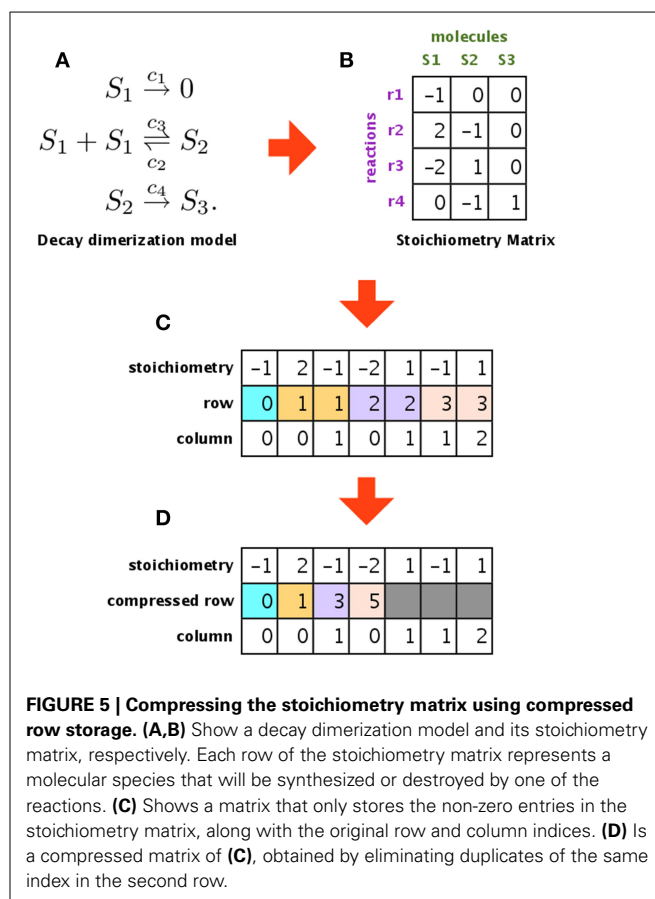 A
S1 + S1 ⇌ S2
S1 →c1 0
c3
c2
S2 →c4 S3.
Decay dimerization model
B
molecules
S1 S2 S3
reactions
r1 -1 0 0
r2 2 -1 0
r3 -2 1 0
r4 0 -1 1
Stoichiometry Matrix
C
stoichiometry -1 2 -1 -2 1 -1 1
row 0 1 1 2 2 3 3
column 0 0 1 0 1 1 2
D
stoichiometry -1 2 -1 -2 1 -1 1
compressed row 0 1 3 5
column 0 0 1 0 1 1 2
FIGURE 5 | Compressing the stoichiometry matrix using compressed
row storage. (A,B) Show a decay dimerization model and its stoichiometry
matrix, respectively. Each row of the stoichiometry matrix represents a
molecular species that will be synthesized or destroyed by one of the
reactions. (C) Shows a matrix that only stores the non-zero entries in the
stoichiometry matrix, along with the original row and column indices. (D) Is
a compressed matrix of (C), obtained by eliminating duplicates of the same
index in the second row.